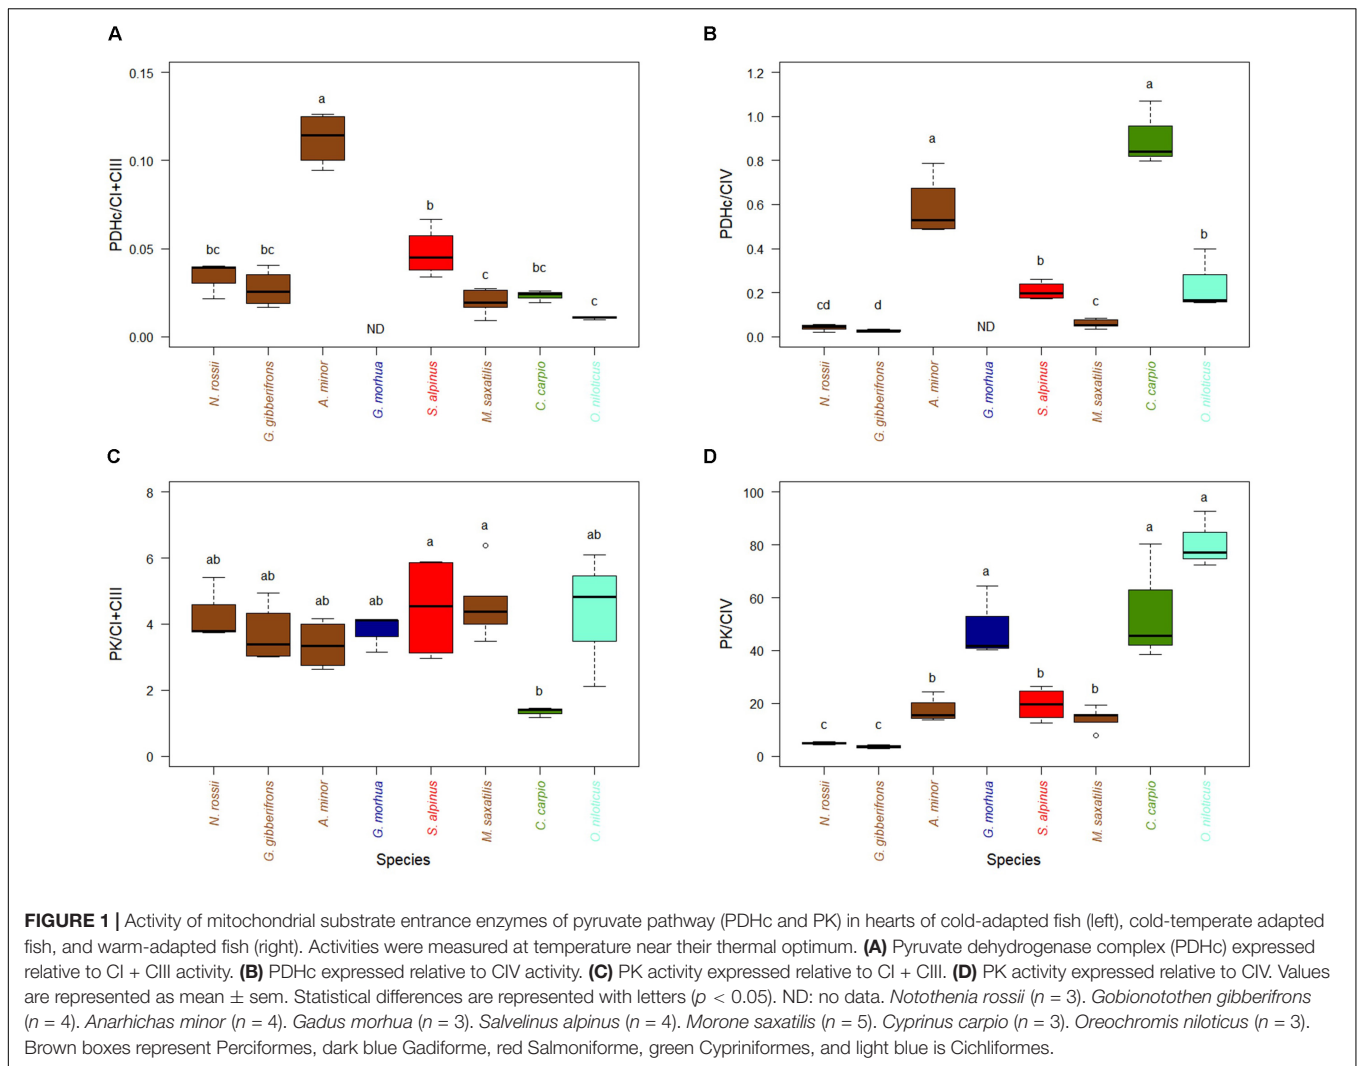 A
PDHc/CI+CIII
0.15
0.10
0.05
0.00
bc
bc
a
ND
b
c
bc
c
N. rossii
G. gibberifrons
A. minor
G. morhua
S. alpinus
M. saxatilis
C. carpio
O. niloticus
B
PDHc/CIV
1.2
1.0
0.8
0.6
0.4
0.2
0.0
cd
d
a
ND
b
c
a
b
N. rossii
G. gibberifrons
A. minor
G. morhua
S. alpinus
M. saxatilis
C. carpio
O. niloticus
C
PK/CI+CIII
8
6
4
2
0
ab
ab
ab
ab
a
a
b
ab
N. rossii
G. gibberifrons
A. minor
G. morhua
S. alpinus
M. saxatilis
C. carpio
O. niloticus
Species
D
PK/CIV
100
80
60
40
20
0
c
c
b
a
b
b
a
a
N. rossii
G. gibberifrons
A. minor
G. morhua
S. alpinus
M. saxatilis
C. carpio
O. niloticus
Species
FIGURE 1 | Activity of mitochondrial substrate entrance enzymes of pyruvate pathway (PDHc and PK) in hearts of cold-adapted fish (left), cold-temperate adapted
fish, and warm-adapted fish (right). Activities were measured at temperature near their thermal optimum. (A) Pyruvate dehydrogenase complex (PDHc) expressed
relative to CI + CIII activity. (B) PDHc expressed relative to CIV activity. (C) PK activity expressed relative to CI + CIII. (D) PK activity expressed relative to CIV. Values
are represented as mean ± sem. Statistical differences are represented with letters (p < 0.05). ND: no data. Notothenia rossii (n = 3). Gobionotothen gibberifrons
(n = 4). Anarhichas minor (n = 4). Gadus morhua (n = 3). Salvelinus alpinus (n = 4). Morone saxatilis (n = 5). Cyprinus carpio (n = 3). Oreochromis niloticus (n = 3).
Brown boxes represent Perciformes, dark blue Gadiforme, red Salmoniforme, green Cypriniformes, and light blue is Cichliformes.